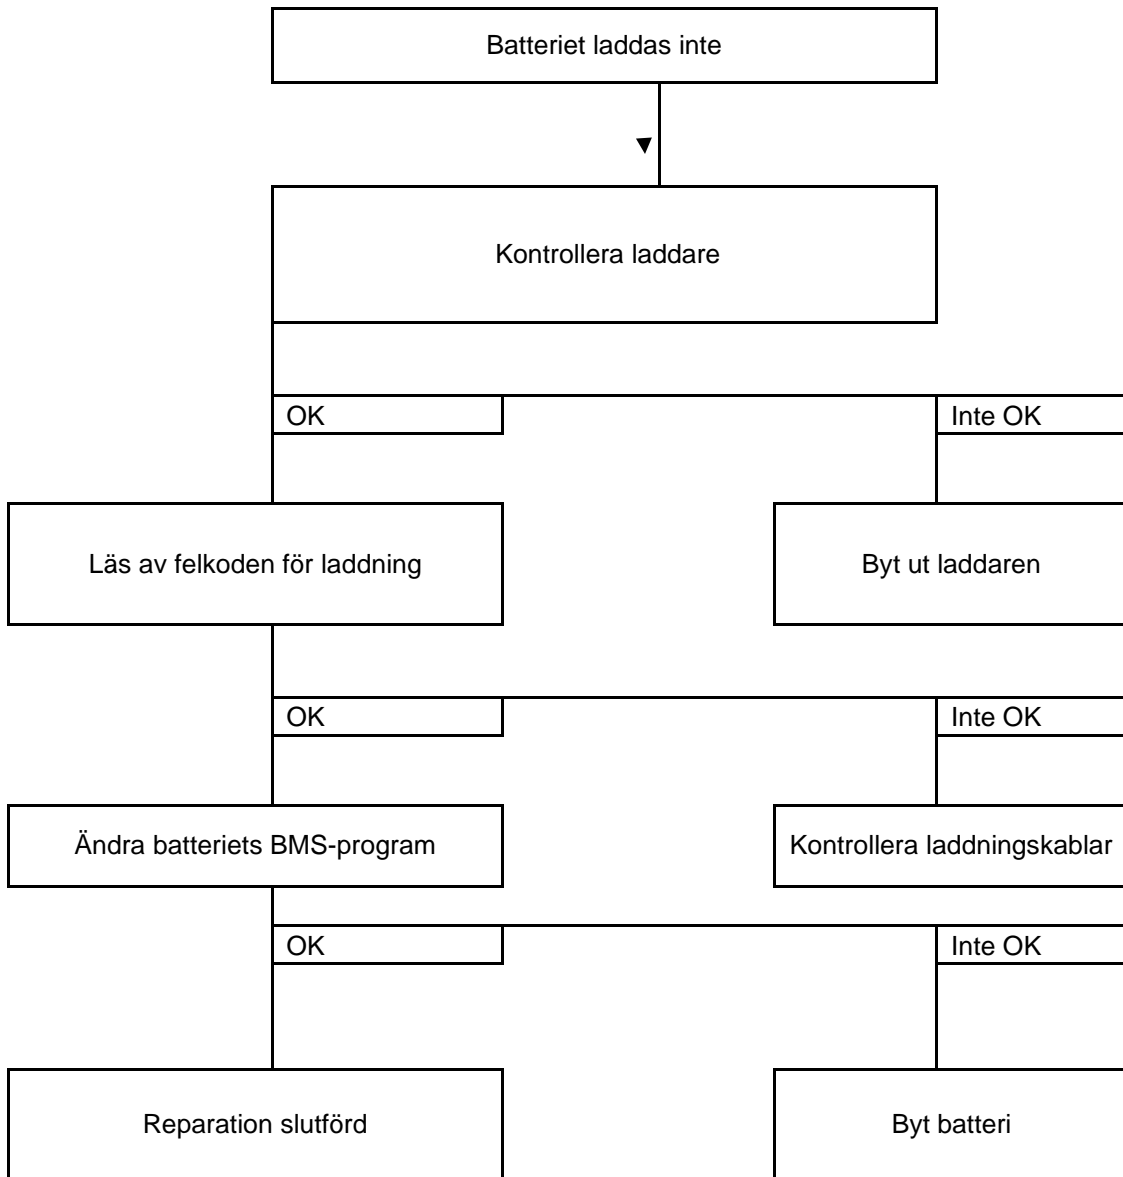 Batteriet laddas inte
Kontrollera laddare
OK
Inte OK
Läs av felkoden för laddning
Byt ut laddaren
OK
Inte OK
Ändra batteriets BMS-program
Kontrollera laddningskablar
OK
Inte OK
Reparation slutförd
Byt batteri